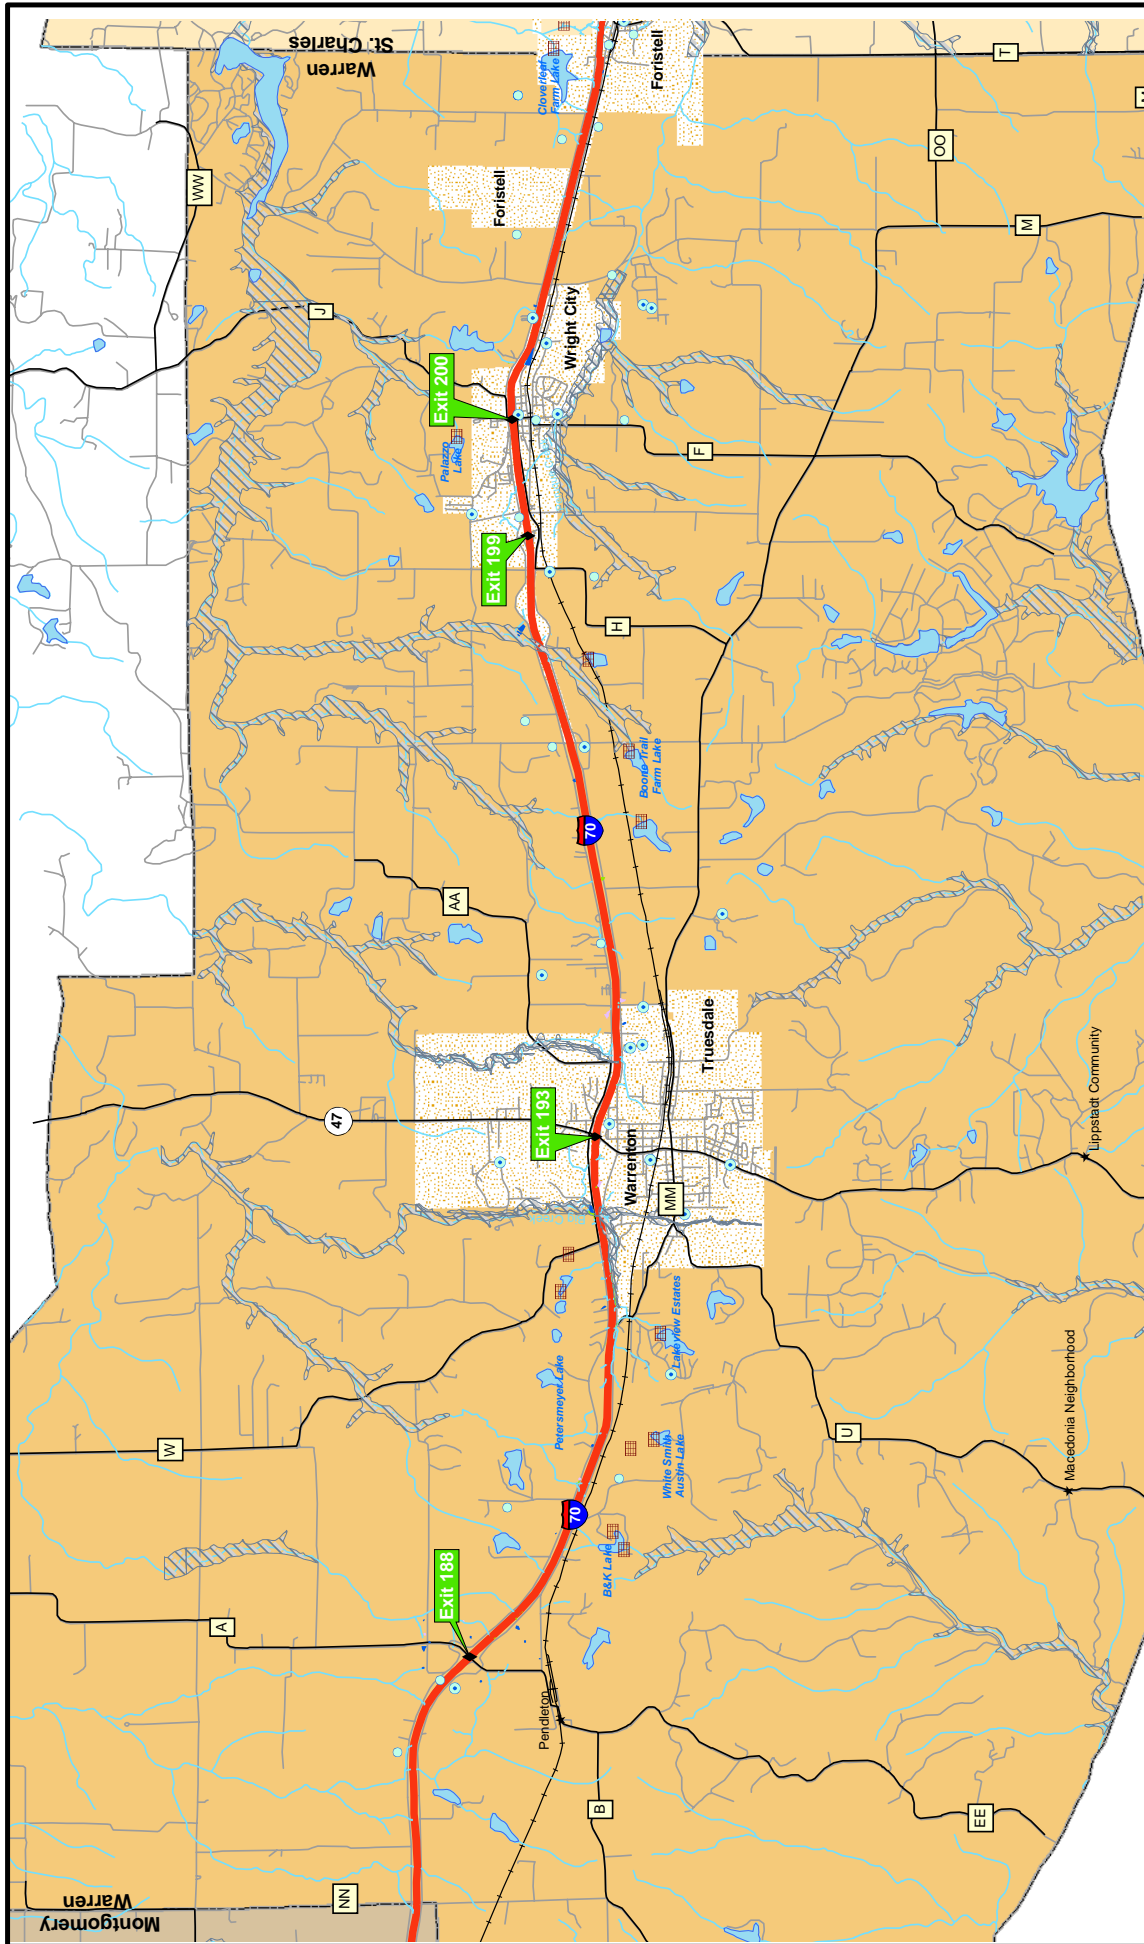 Montgomery
Warren
NN
A
W
47
AA
WW
J
Warren
St. Charles
Exit 188
70
Petersmeyer Lake
Exit 193
Exit 199
Palazzo
Lake
Exit 200
Foristell
Cloverleaf
Farm Lake
Foristell
T
Pendleton
B&K Lake
White Smith
Austin Lake
Lakeview Estates
Big Creek
Warrenton
MM
Truesdale
70
Boone Trail
Farm Lake
H
Wright City
F
OO
M
B
EE
U
Macedonia Neighborhood
Lippstadt Community